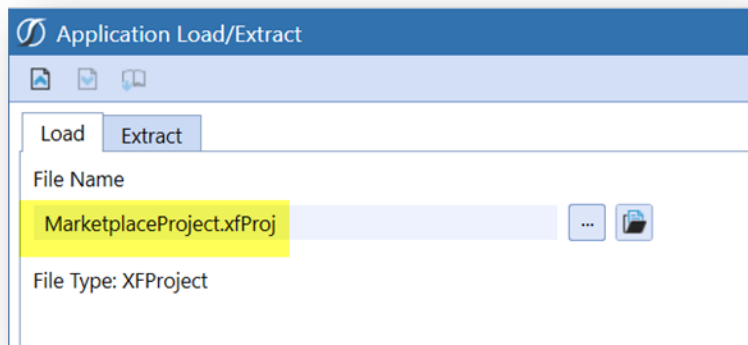 Application Load/Extract
Load Extract
File Name
MarketplaceProject.xfProj
...
File Type: XFProject